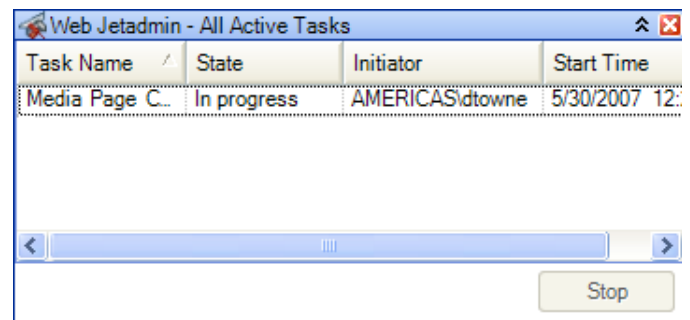 Web Jetadmin - All Active Tasks
Task Name State Initiator Start Time
Media Page C... In progress AMERICAS\dtowne 5/30/2007 12:
Stop